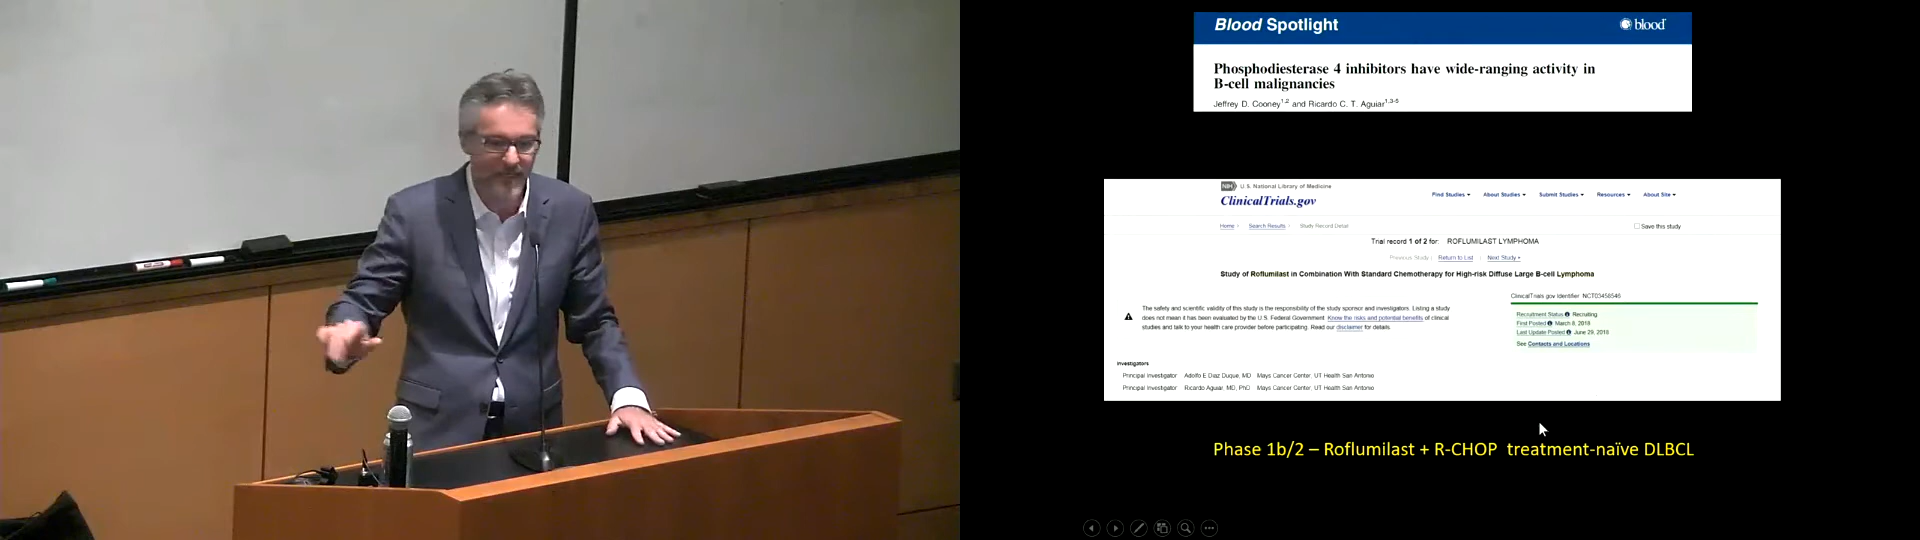 Blood Spotlight
blood
Phosphodiesterase 4 inhibitors have wide-ranging activity in
B-cell malignancies
Jeffrey D. Cooney1,2 and Ricardo C. T. Aguiar1,3-5
NIH U.S. National Library of Medicine
ClinicalTrials.gov
Find Studies ▾ About Studies ▾ Submit Studies ▾ Resources ▾ About Site ▾
Home › Search Results › Study Record Detail
Save this study
Trial record 1 of 2 for: ROFLUMILAST LYMPHOMA
Previous Study | Return to List | Next Study ▸
Study of Roflumilast in Combination With Standard Chemotherapy for High-risk Diffuse Large B-cell Lymphoma
The safety and scientific validity of this study is the responsibility of the study sponsor and investigators. Listing a study
does not mean it has been evaluated by the U.S. Federal Government. Know the risks and potential benefits of clinical
studies and talk to your health care provider before participating. Read our disclaimer for details.
ClinicalTrials.gov Identifier: NCT03458546
Recruitment Status : Recruiting
First Posted : March 8, 2018
Last Update Posted : June 29, 2018
See Contacts and Locations
Investigators
Principal Investigator: Adolfo E Diaz Duque, MD Mays Cancer Center, UT Health San Antonio
Principal Investigator: Ricardo Aguiar, MD, PhD Mays Cancer Center, UT Health San Antonio
Phase 1b/2 – Roflumilast + R-CHOP treatment-naïve DLBCL